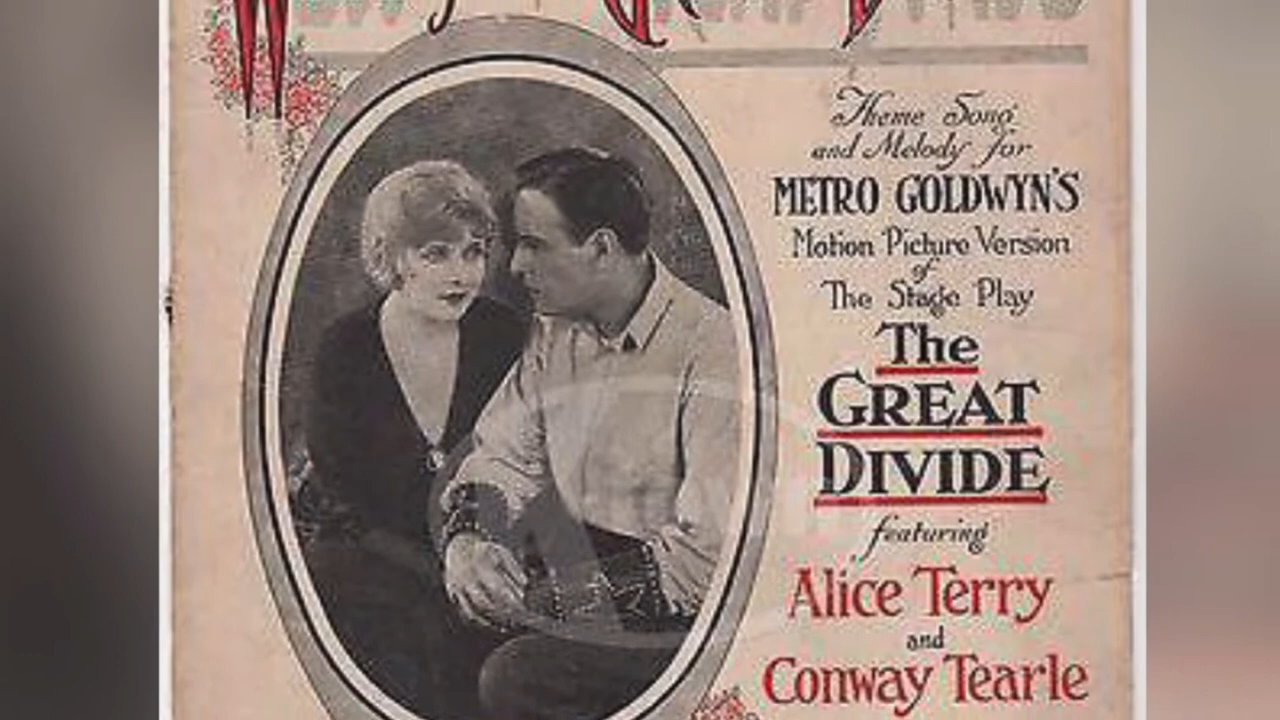 Theme Song
and Melody for
METRO GOLDWYN'S
Motion Picture Version
of
The Stage Play
The
GREAT
DIVIDE
featuring
Alice Terry
and
Conway Tearle